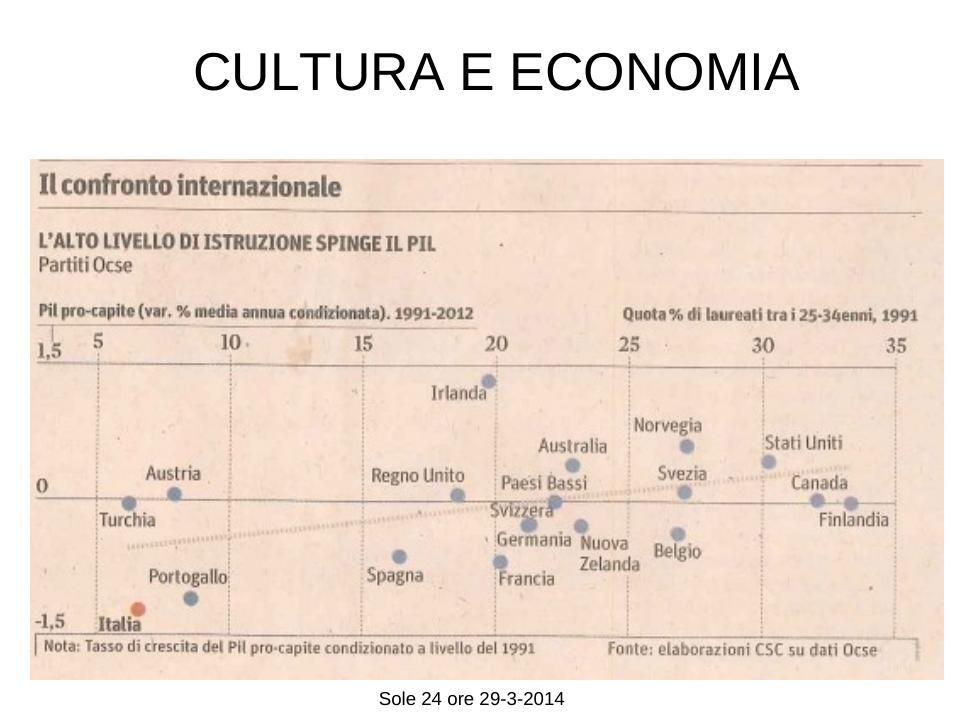 CULTURA E ECONOMIA
Il confronto internazionale
L'ALTO LIVELLO DI ISTRUZIONE SPINGE IL PIL
Partiti Ocse
Pil pro-capite (var. % media annua condizionata). 1991-2012
Quota % di laureati tra i 25-34enni, 1991
1,5 5 10 15 20 25 30 35
Irlanda
Norvegia
Australia
Stati Uniti
Austria
Regno Unito
Paesi Bassi
Svezia
Canada
0
Turchia
Svizzera
Finlandia
Germania
Nuova
Zelanda
Belgio
Portogallo
Spagna
Francia
-1,5
Italia
Nota: Tasso di crescita del Pil pro-capite condizionato a livello del 1991
Fonte: elaborazioni CSC su dati Ocse
Sole 24 ore 29-3-2014